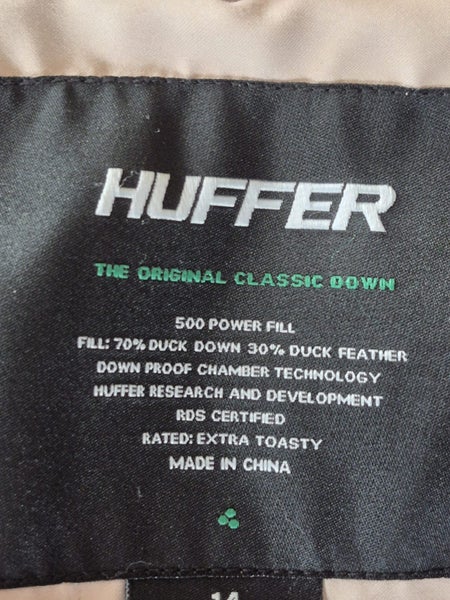 HUFFER
THE ORIGINAL CLASSIC DOWN
500 POWER FILL
FILL: 70% DUCK DOWN 30% DUCK FEATHER
DOWN PROOF CHAMBER TECHNOLOGY
HUFFER RESEARCH AND DEVELOPMENT
RDS CERTIFIED
RATED: EXTRA TOASTY
MADE IN CHINA
14